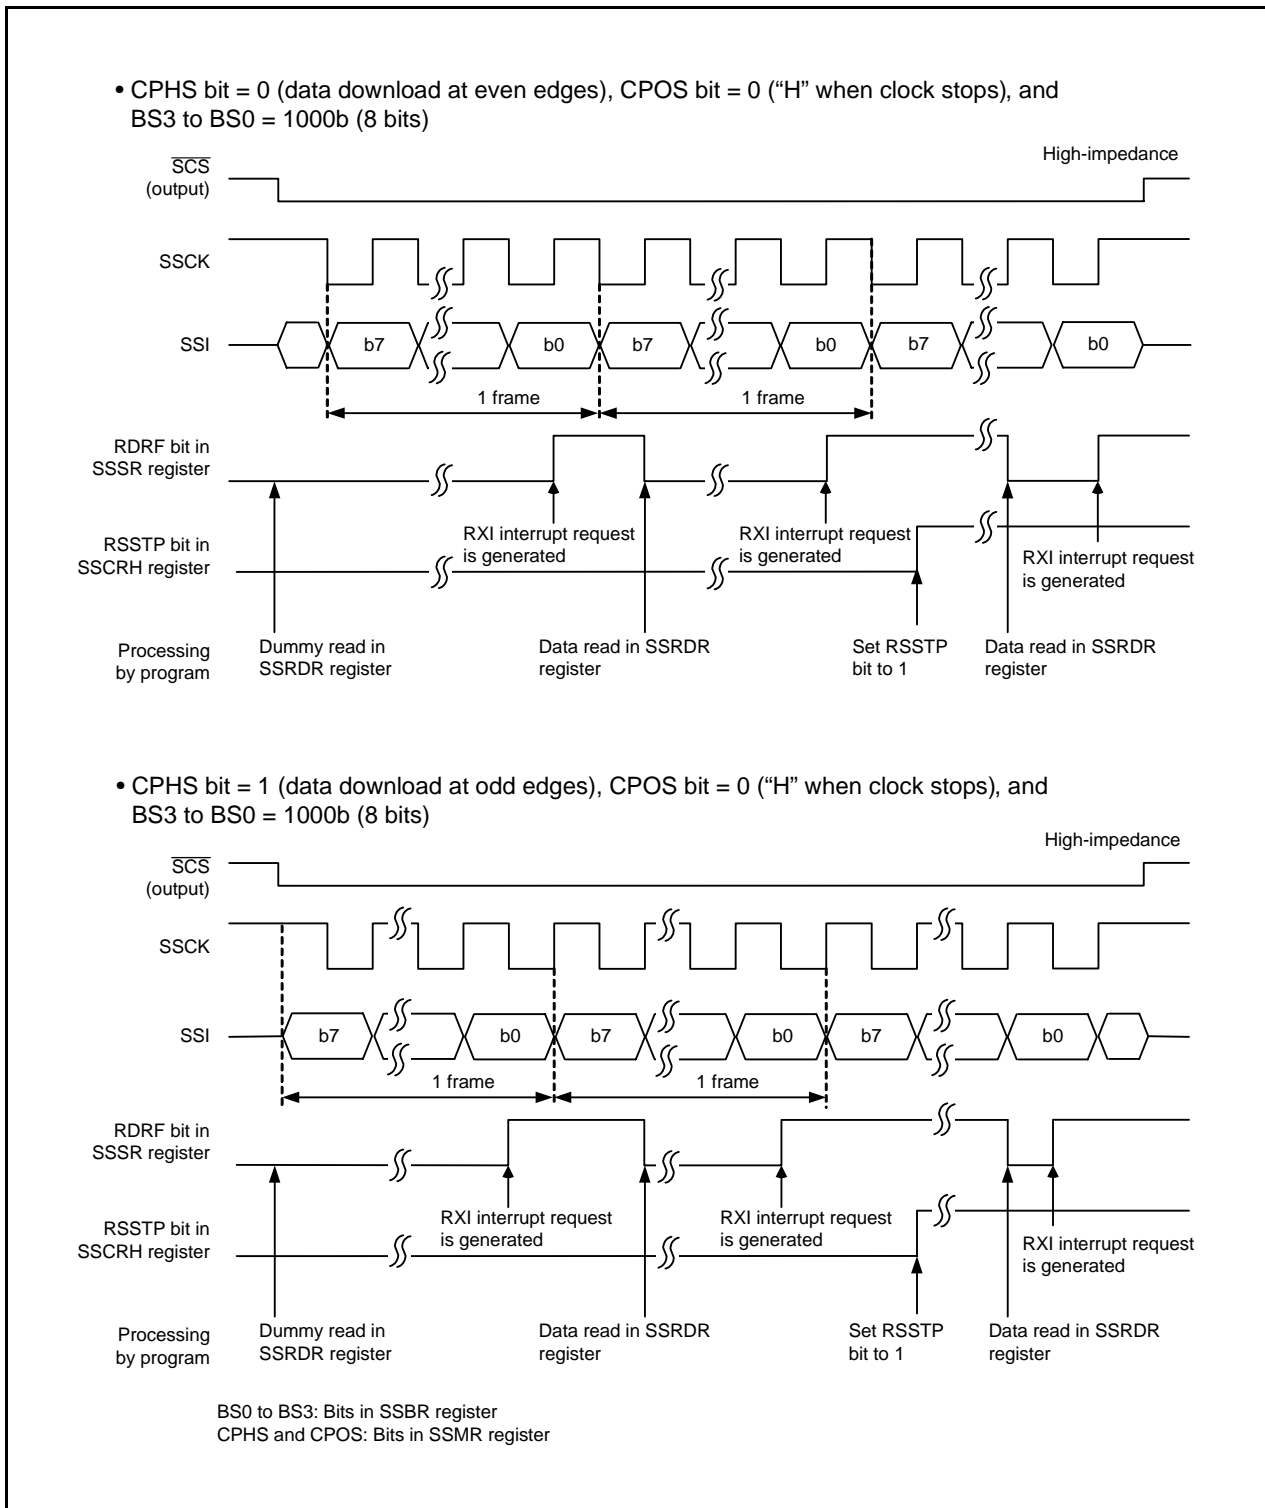 • CPHS bit = 0 (data download at even edges), CPOS bit = 0 (“H” when clock stops), and
BS3 to BS0 = 1000b (8 bits)
High-impedance
SCS
(output)
SSCK
SSI
b7
b0
b7
b0
b7
b0
1 frame
1 frame
RDRF bit in
SSSR register
RXI interrupt request
is generated
RXI interrupt request
is generated
RXI interrupt request
is generated
RSSTP bit in
SSCRH register
Processing
by program
Dummy read in
SSRDR register
Data read in SSRDR
register
Set RSSTP
bit to 1
Data read in SSRDR
register
• CPHS bit = 1 (data download at odd edges), CPOS bit = 0 (“H” when clock stops), and
BS3 to BS0 = 1000b (8 bits)
High-impedance
SCS
(output)
SSCK
SSI
b7
b0
b7
b0
b7
b0
1 frame
1 frame
RDRF bit in
SSSR register
RXI interrupt request
is generated
RXI interrupt request
is generated
RXI interrupt request
is generated
RSSTP bit in
SSCRH register
Processing
by program
Dummy read in
SSRDR register
Data read in SSRDR
register
Set RSSTP
bit to 1
Data read in SSRDR
register
BS0 to BS3: Bits in SSBR register
CPHS and CPOS: Bits in SSMR register